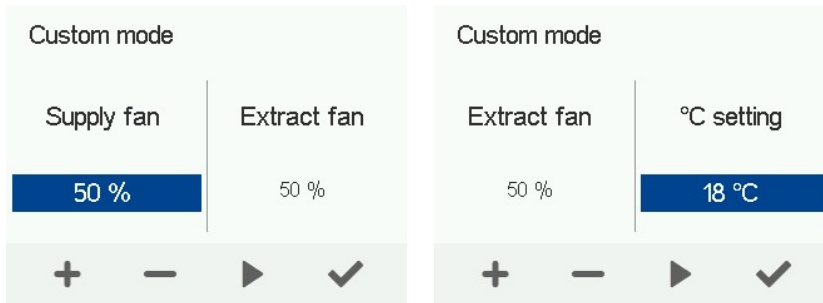 Custom mode
Supply fan Extract fan
50 % 50 %
Custom mode
Extract fan °C setting
50 % 18 °C